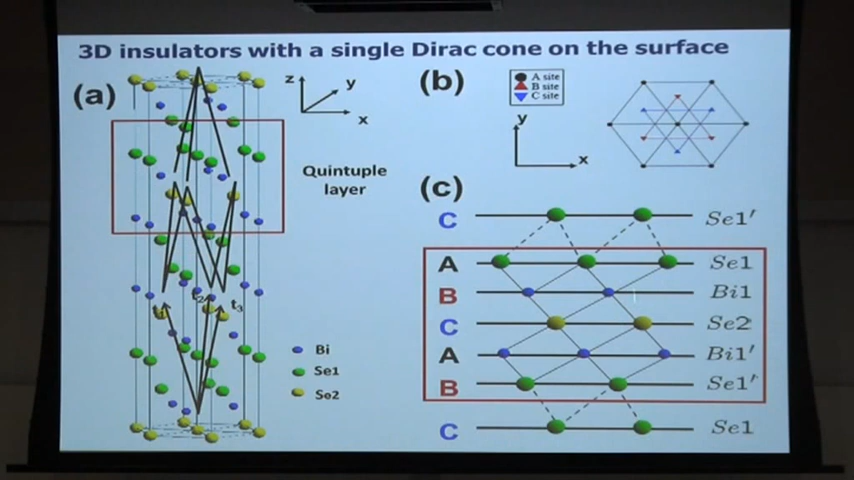 3D insulators with a single Dirac cone on the surface
(a)
z
y
x
Quintuple
layer
t2
t3
Bi
Se1
Se2
(b)
A site
B site
C site
y
x
(c)
C Se1′
A Se1
B Bi1
C Se2
A Bi1′
B Se1′
C Se1